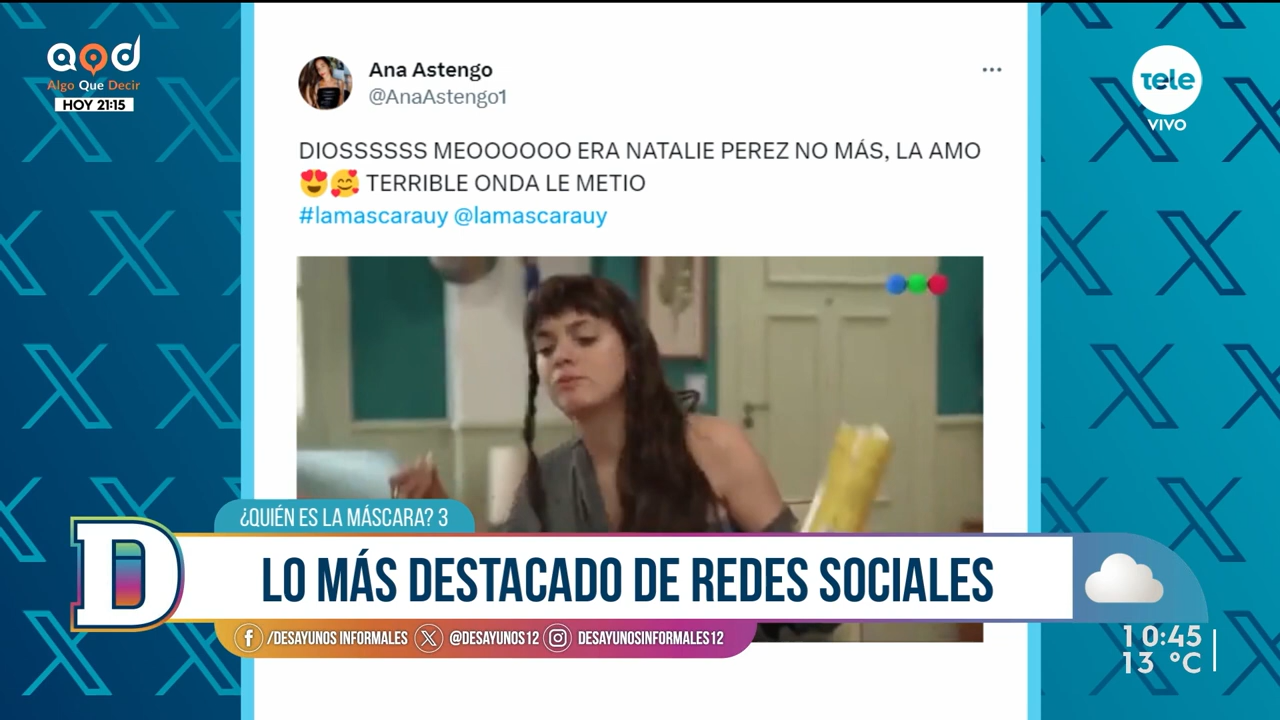 aqd
Algo Que Decir
HOY 21:15
Ana Astengo
@AnaAstengo1
tele
VIVO
DIOSSSSSS MEOOOOOO ERA NATALIE PEREZ NO MÁS, LA AMO
😍🥰 TERRIBLE ONDA LE METIO
#lamascarauy @lamascarauy
¿QUIÉN ES LA MÁSCARA? 3
D
LO MÁS DESTACADO DE REDES SOCIALES
/DESAYUNOS INFORMALES @DESAYUNOS12 DESAYUNOSINFORMALES12
10:45
13 °C